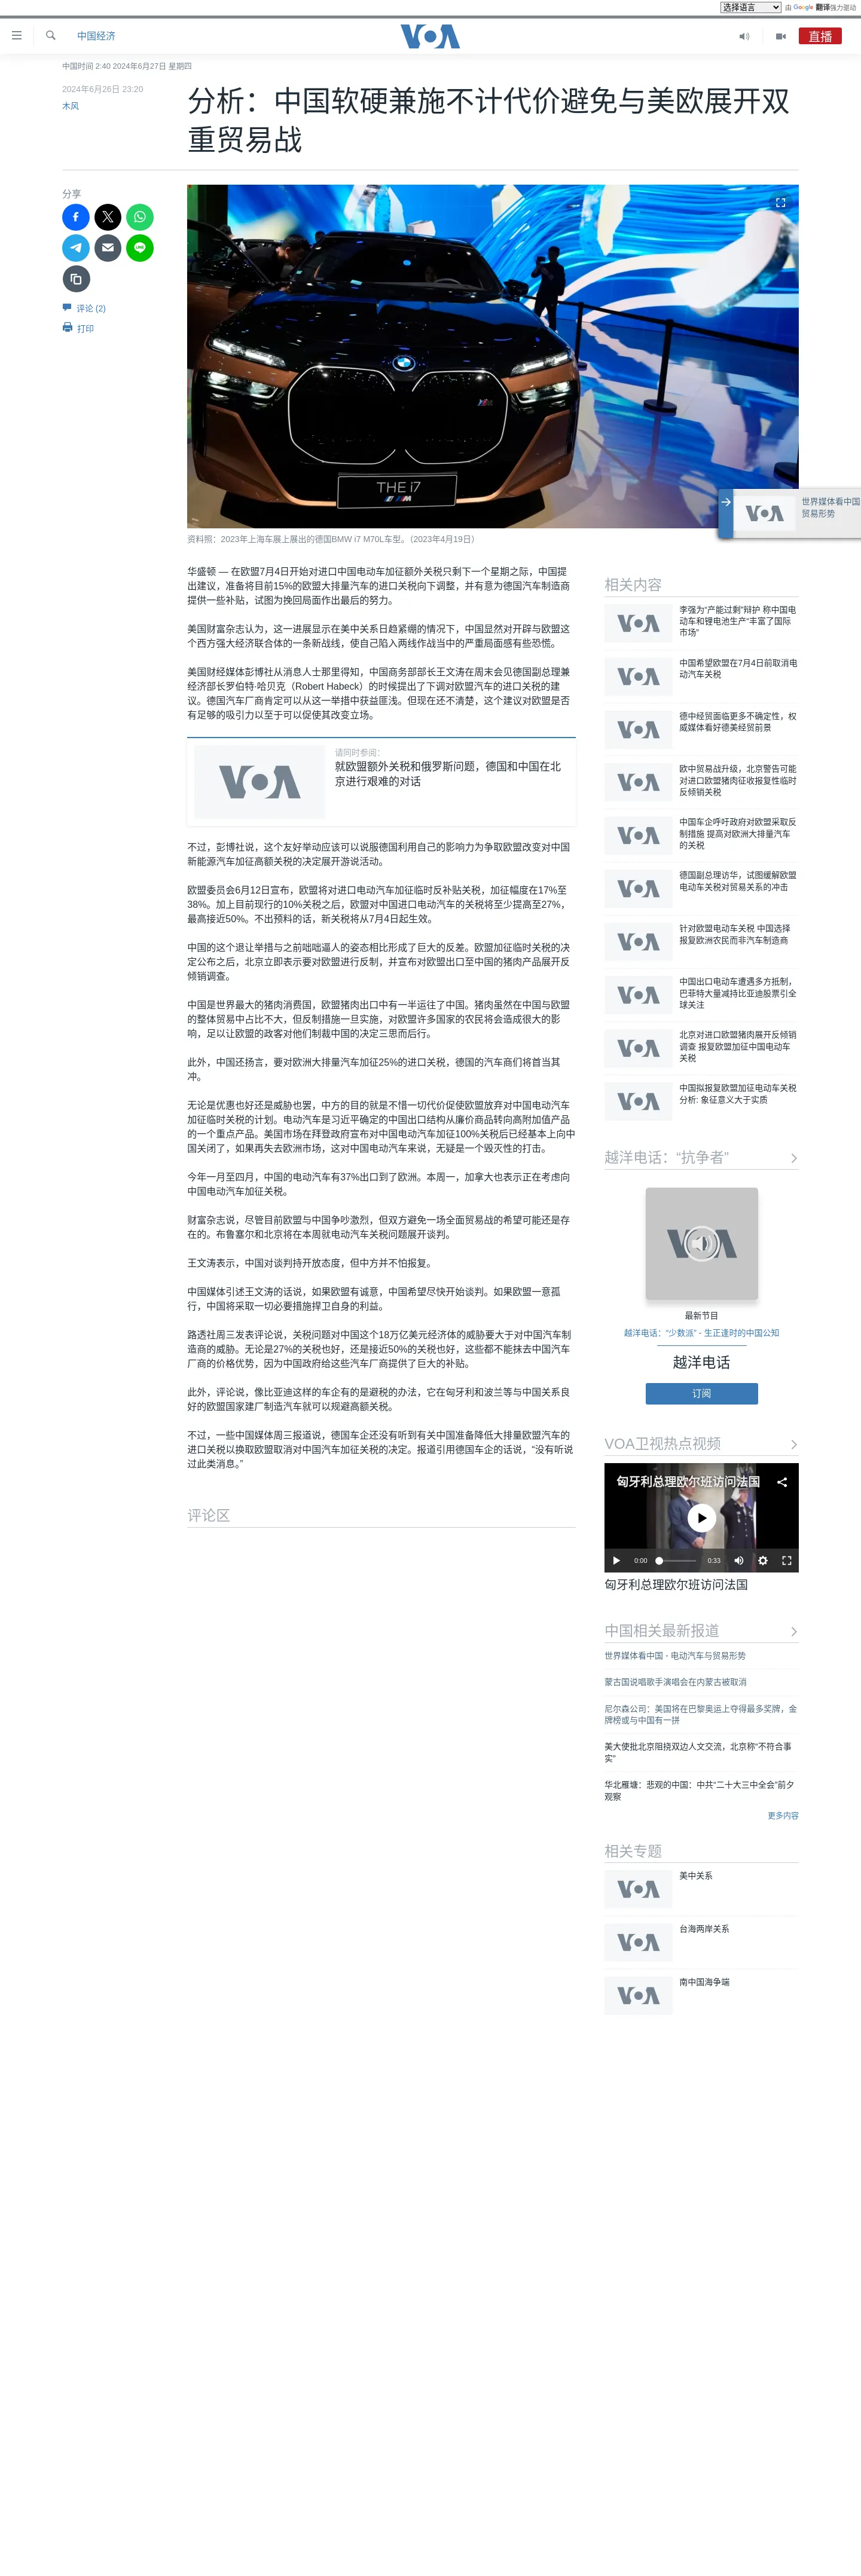 选择语言 由 Google 翻译强力驱动
中国经济
VOA
直播
中国时间 2:40 2024年6月27日 星期四
2024年6月26日 23:20
木风
分析：中国软硬兼施不计代价避免与美欧展开双
重贸易战
分享
评论 (2)
打印
THE i7
资料照：2023年上海车展上展出的德国BMW i7 M70L车型。（2023年4月19日）
世界媒体看中国
贸易形势
华盛顿 — 在欧盟7月4日开始对进口中国电动车加征额外关税只剩下一个星期之际，中国提
出建议，准备将目前15%的欧盟大排量汽车的进口关税向下调整，并有意为德国汽车制造商
提供一些补贴，试图为挽回局面作出最后的努力。
美国财富杂志认为，这一进展显示在美中关系日趋紧绷的情况下，中国显然对开辟与欧盟这
个西方强大经济联合体的一条新战线，使自己陷入两线作战当中的严重局面感有些恐慌。
美国财经媒体彭博社从消息人士那里得知，中国商务部部长王文涛在周末会见德国副总理兼
经济部长罗伯特·哈贝克（Robert Habeck）的时候提出了下调对欧盟汽车的进口关税的建
议。德国汽车厂商肯定可以从这一举措中获益匪浅。但现在还不清楚，这个建议对欧盟是否
有足够的吸引力以至于可以促使其改变立场。
请同时参阅：
就欧盟额外关税和俄罗斯问题，德国和中国在北
京进行艰难的对话
VOA
不过，彭博社说，这个友好举动应该可以说服德国利用自己的影响力为争取欧盟改变对中国
新能源汽车加征高额关税的决定展开游说活动。
欧盟委员会6月12日宣布，欧盟将对进口电动汽车加征临时反补贴关税，加征幅度在17%至
38%。加上目前现行的10%关税之后，欧盟对中国进口电动汽车的关税将至少提高至27%，
最高接近50%。不出预料的话，新关税将从7月4日起生效。
中国的这个退让举措与之前咄咄逼人的姿态相比形成了巨大的反差。欧盟加征临时关税的决
定公布之后，北京立即表示要对欧盟进行反制，并宣布对欧盟出口至中国的猪肉产品展开反
倾销调查。
中国是世界最大的猪肉消费国，欧盟猪肉出口中有一半运往了中国。猪肉虽然在中国与欧盟
的整体贸易中占比不大，但反制措施一旦实施，对欧盟许多国家的农民将会造成很大的影
响，足以让欧盟的政客对他们制裁中国的决定三思而后行。
此外，中国还扬言，要对欧洲大排量汽车加征25%的进口关税，德国的汽车商们将首当其
冲。
无论是优惠也好还是威胁也罢，中方的目的就是不惜一切代价促使欧盟放弃对中国电动汽车
加征临时关税的计划。电动汽车是习近平确定的中国出口结构从廉价商品转向高附加值产品
的一个重点产品。美国市场在拜登政府宣布对中国电动汽车加征100%关税后已经基本上向中
国关闭了，如果再失去欧洲市场，这对中国电动汽车来说，无疑是一个毁灭性的打击。
今年一月至四月，中国的电动汽车有37%出口到了欧洲。本周一，加拿大也表示正在考虑向
中国电动汽车加征关税。
财富杂志说，尽管目前欧盟与中国争吵激烈，但双方避免一场全面贸易战的希望可能还是存
在的。布鲁塞尔和北京将在本周就电动汽车关税问题展开谈判。
王文涛表示，中国对谈判持开放态度，但中方并不怕报复。
中国媒体引述王文涛的话说，如果欧盟有诚意，中国希望尽快开始谈判。如果欧盟一意孤
行，中国将采取一切必要措施捍卫自身的利益。
路透社周三发表评论说，关税问题对中国这个18万亿美元经济体的威胁要大于对中国汽车制
造商的威胁。无论是27%的关税也好，还是接近50%的关税也好，这些都不能抹去中国汽车
厂商的价格优势，因为中国政府给这些汽车厂商提供了巨大的补贴。
此外，评论说，像比亚迪这样的车企有的是避税的办法，它在匈牙利和波兰等与中国关系良
好的欧盟国家建厂制造汽车就可以规避高额关税。
不过，一些中国媒体周三报道说，德国车企还没有听到有关中国准备降低大排量欧盟汽车的
进口关税以换取欧盟取消对中国汽车加征关税的决定。报道引用德国车企的话说，“没有听说
过此类消息。”
评论区
相关内容
李强为“产能过剩”辩护 称中国电
动车和锂电池生产“丰富了国际
市场”
中国希望欧盟在7月4日前取消电
动汽车关税
德中经贸面临更多不确定性，权
威媒体看好德美经贸前景
欧中贸易战升级，北京警告可能
对进口欧盟猪肉征收报复性临时
反倾销关税
中国车企呼吁政府对欧盟采取反
制措施 提高对欧洲大排量汽车
的关税
德国副总理访华，试图缓解欧盟
电动车关税对贸易关系的冲击
针对欧盟电动车关税 中国选择
报复欧洲农民而非汽车制造商
中国出口电动车遭遇多方抵制，
巴菲特大量减持比亚迪股票引全
球关注
北京对进口欧盟猪肉展开反倾销
调查 报复欧盟加征中国电动车
关税
中国拟报复欧盟加征电动车关税
分析: 象征意义大于实质
越洋电话：“抗争者”
最新节目
越洋电话：“少数派” - 生正逢时的中国公知
越洋电话
订阅
VOA卫视热点视频
匈牙利总理欧尔班访问法国
0:00 0:33
匈牙利总理欧尔班访问法国
中国相关最新报道
世界媒体看中国 · 电动汽车与贸易形势
蒙古国说唱歌手演唱会在内蒙古被取消
尼尔森公司：美国将在巴黎奥运上夺得最多奖牌，金
牌榜或与中国有一拼
美大使批北京阻挠双边人文交流，北京称“不符合事
实”
华北雁塘：悲观的中国：中共“二十大三中全会”前夕
观察
更多内容
相关专题
美中关系
台海两岸关系
南中国海争端